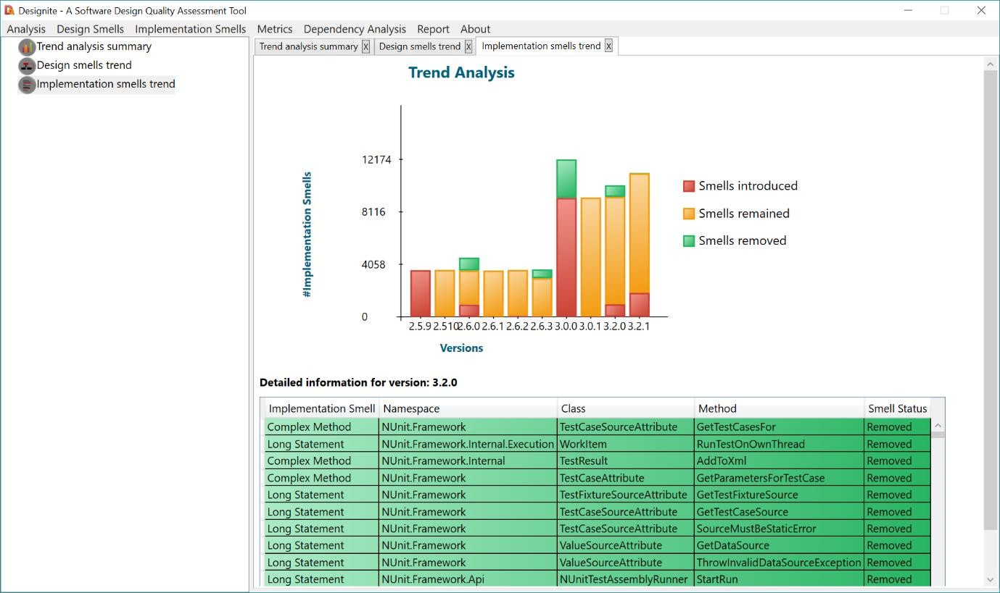 Designite - A Software Design Quality Assessment Tool
Analysis Design Smells Implementation Smells Metrics Dependency Analysis Report About
Trend analysis summary
Design smells trend
Implementation smells trend
Trend analysis summary X Design smells trend X Implementation smells trend X
Trend Analysis
#Implementation Smells
12174
8116
4058
0
2.5.9 2.510 2.6.0 2.6.1 2.6.2 2.6.3 3.0.0 3.0.1 3.2.0 3.2.1
Versions
Smells introduced
Smells remained
Smells removed
Detailed information for version: 3.2.0
Implementation Smell Namespace Class Method Smell Status
Complex Method NUnit.Framework TestCaseSourceAttribute GetTestCasesFor Removed
Long Statement NUnit.Framework.Internal.Execution WorkItem RunTestOnOwnThread Removed
Complex Method NUnit.Framework.Internal TestResult AddToXml Removed
Complex Method NUnit.Framework TestCaseAttribute GetParametersForTestCase Removed
Long Statement NUnit.Framework TestFixtureSourceAttribute GetTestFixtureSource Removed
Long Statement NUnit.Framework TestCaseSourceAttribute GetTestCaseSource Removed
Long Statement NUnit.Framework TestCaseSourceAttribute SourceMustBeStaticError Removed
Long Statement NUnit.Framework ValueSourceAttribute GetDataSource Removed
Long Statement NUnit.Framework ValueSourceAttribute ThrowInvalidDataSourceException Removed
Long Statement NUnit.Framework.Api NUnitTestAssemblyRunner StartRun Removed